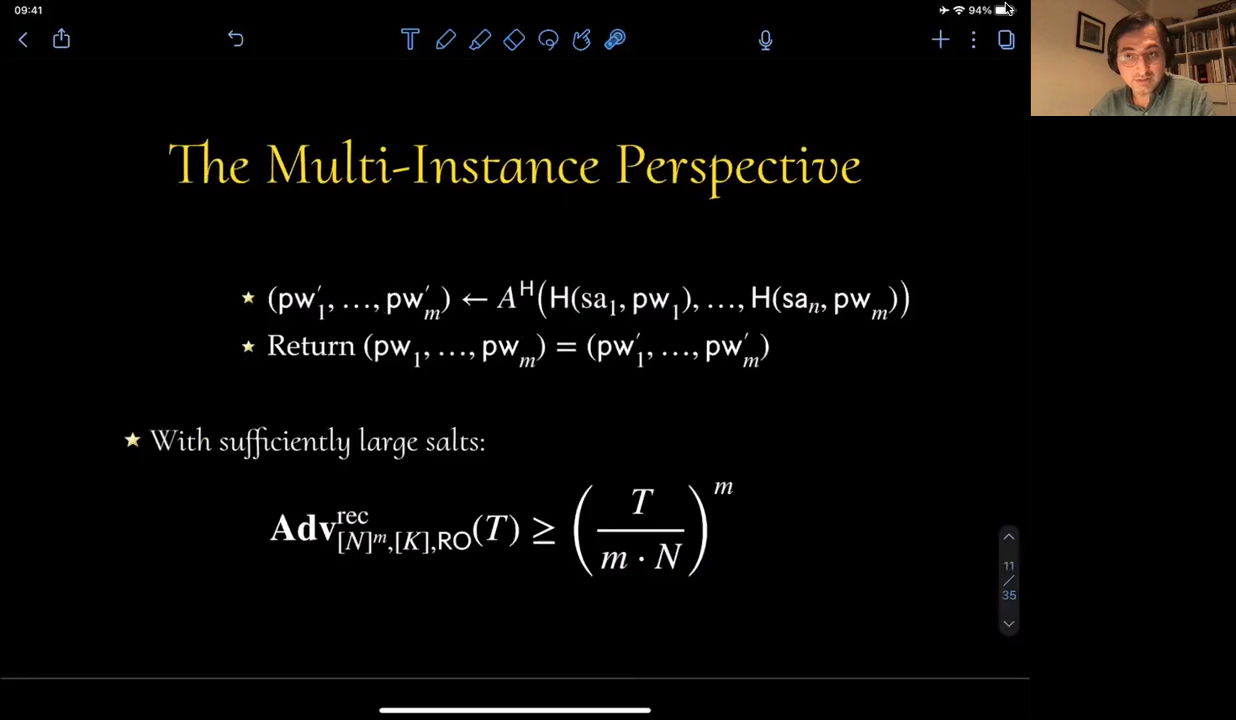 09:41
94%
The Multi-Instance Perspective
★ (pw′₁, …, pw′ₘ) ← Aᴴ(H(sa₁, pw₁), …, H(saₙ, pwₘ))
★ Return (pw₁, …, pwₘ) = (pw′₁, …, pw′ₘ)
★ With sufficiently large salts:
Adv^{rec}_{[N]^m,[K],RO}(T) ≥ (T / (m · N))^m
11
/
35